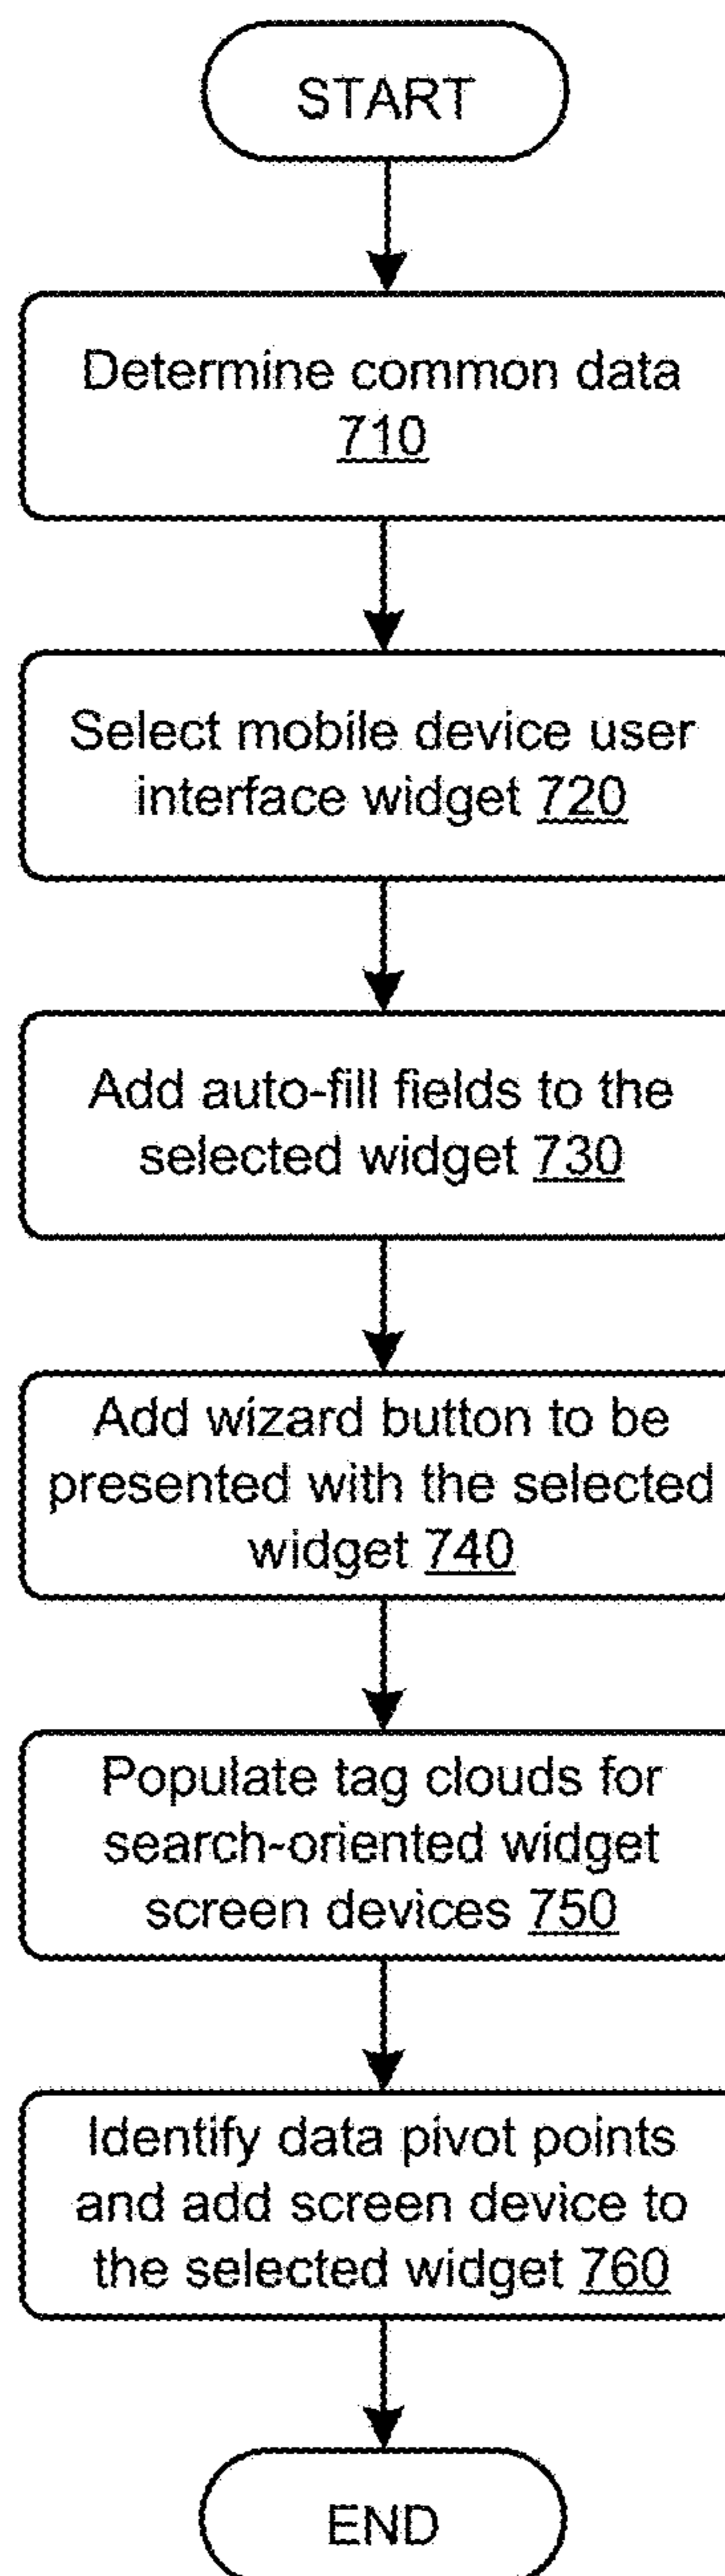 START
Determine common data
710
Select mobile device user
interface widget 720
Add auto-fill fields to the
selected widget 730
Add wizard button to be
presented with the selected
widget 740
Populate tag clouds for
search-oriented widget
screen devices 750
Identify data pivot points
and add screen device to
the selected widget 760
END